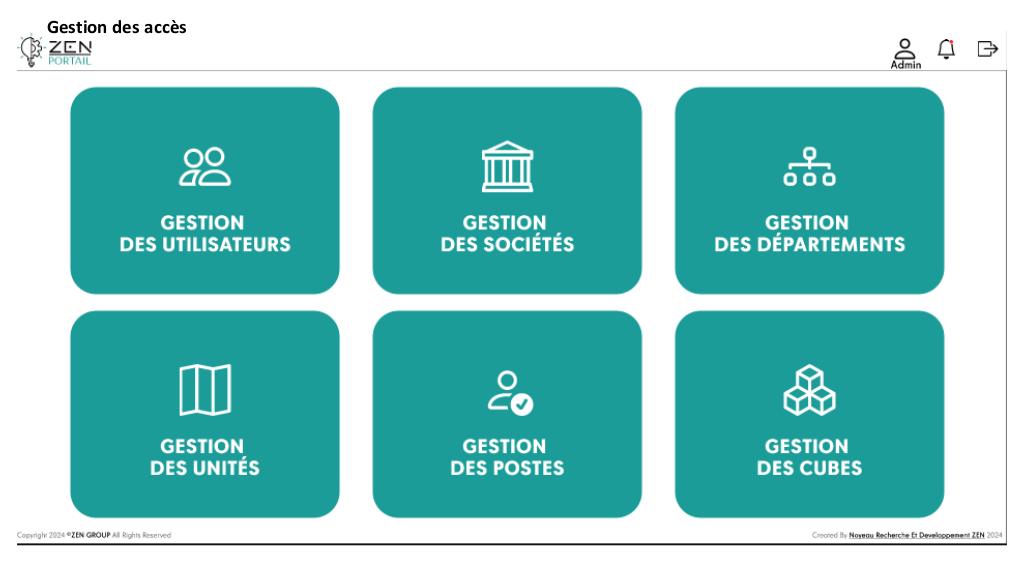 Gestion des accès
ZEN
PORTAIL
Admin
GESTION
DES UTILISATEURS
GESTION
DES SOCIÉTÉS
GESTION
DES DÉPARTEMENTS
GESTION
DES UNITÉS
GESTION
DES POSTES
GESTION
DES CUBES
Copyright 2024 ©ZEN GROUP All Rights Reserved
Created By Noyeau Recherche Et Developpement ZEN 2024